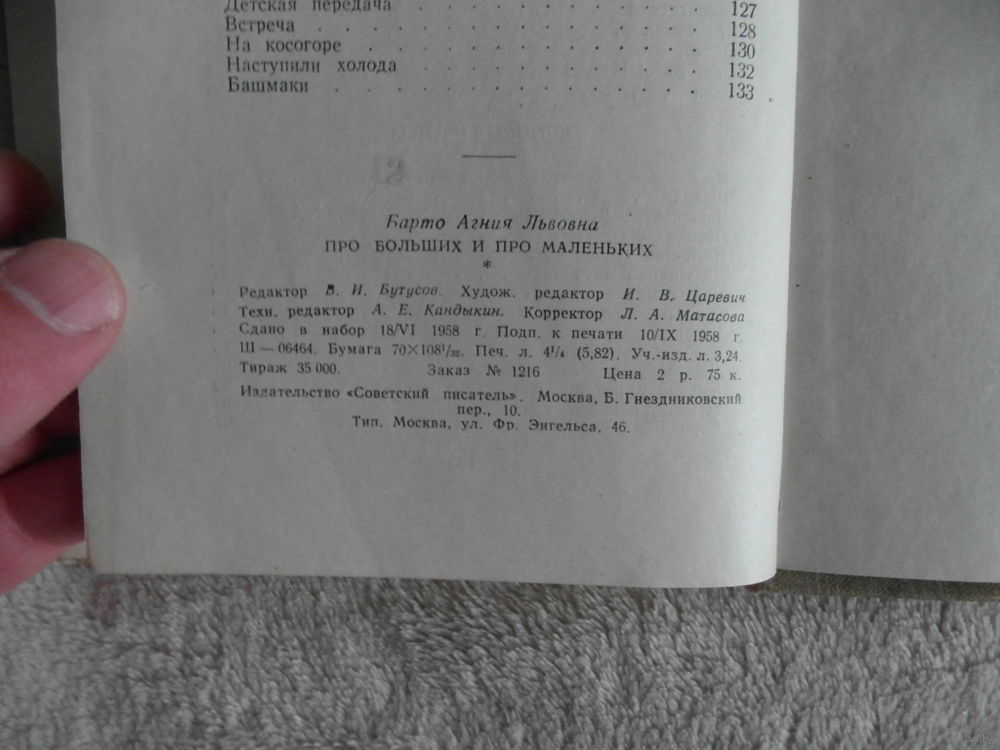 Детская передача . . . . . . . . . . . . 127
Встреча . . . . . . . . . . . . . . . . 128
На косогоре . . . . . . . . . . . . . . 130
Наступили холода . . . . . . . . . . . . 132
Башмаки . . . . . . . . . . . . . . . . 133
Барто Агния Львовна
ПРО БОЛЬШИХ И ПРО МАЛЕНЬКИХ
*
Редактор В. И. Бутусов. Худож. редактор И. В. Царевич
Техн. редактор А. Е. Кандыкин. Корректор Л. А. Матасова
Сдано в набор 18/VI 1958 г. Подп. к печати 10/IX 1958 г.
Ш — 06464. Бумага 70×108¹/₃₂. Печ. л. 4¹/₄ (5,82). Уч.-изд. л. 3,24.
Тираж 35 000. Заказ № 1216 Цена 2 р. 75 к.
Издательство «Советский писатель». Москва, Б. Гнездниковский
пер., 10.
Тип. Москва, ул. Фр. Энгельса, 46.